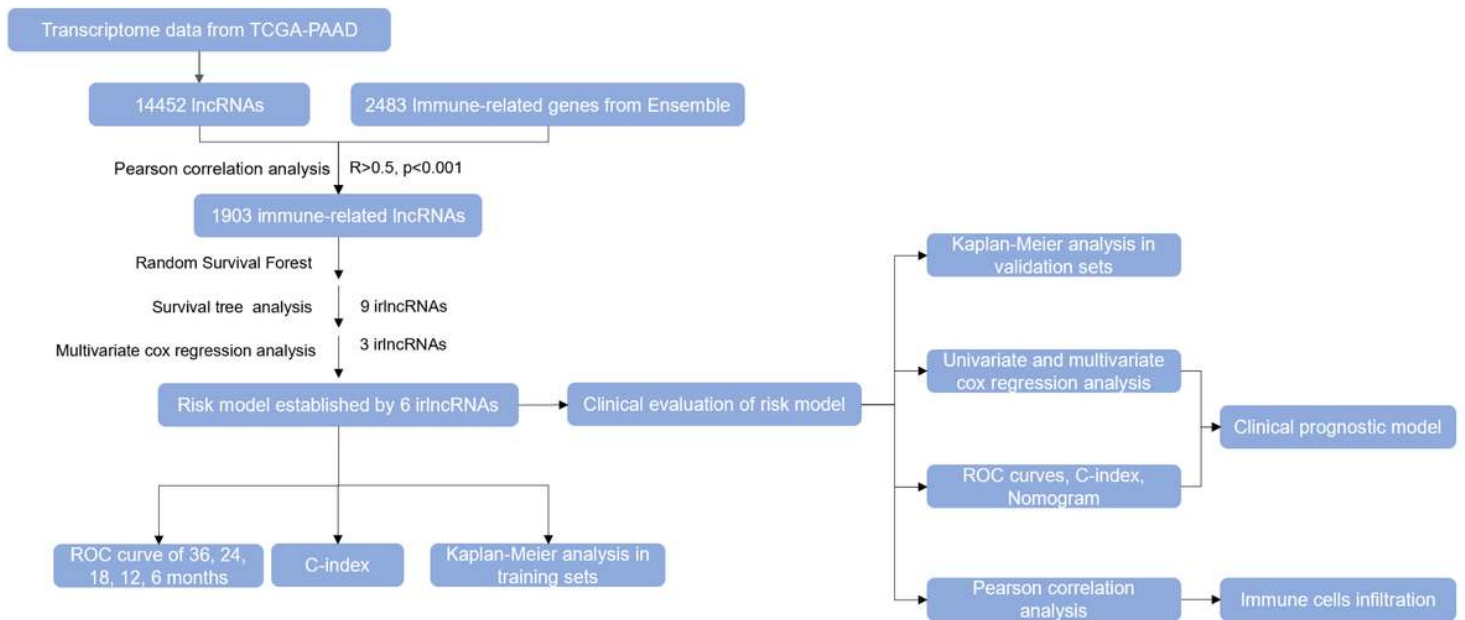 Transcriptome data from TCGA-PAAD
14452 lncRNAs
2483 Immune-related genes from Ensemble
Pearson correlation analysis
R>0.5, p<0.001
1903 immune-related lncRNAs
Random Survival Forest
Survival tree analysis
9 irlncRNAs
Multivariate cox regression analysis
3 irlncRNAs
Risk model established by 6 irlncRNAs
Clinical evaluation of risk model
ROC curve of 36, 24,
18, 12, 6 months
C-index
Kaplan-Meier analysis in
training sets
Kaplan-Meier analysis in
validation sets
Univariate and multivariate
cox regression analysis
ROC curves, C-index,
Nomogram
Clinical prognostic model
Pearson correlation
analysis
Immune cells infiltration